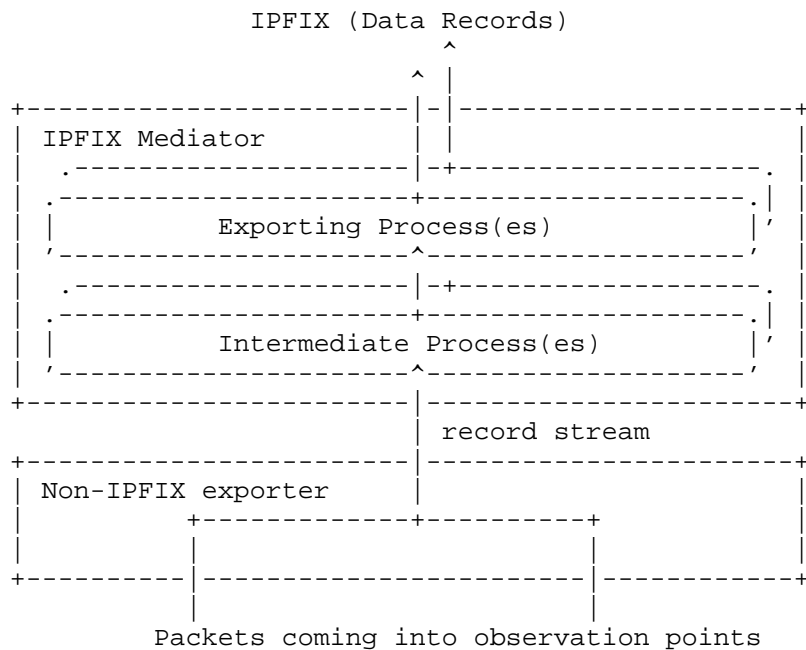 IPFIX (Data Records)
IPFIX Mediator
Exporting Process(es)
Intermediate Process(es)
record stream
Non-IPFIX exporter
Packets coming into observation points